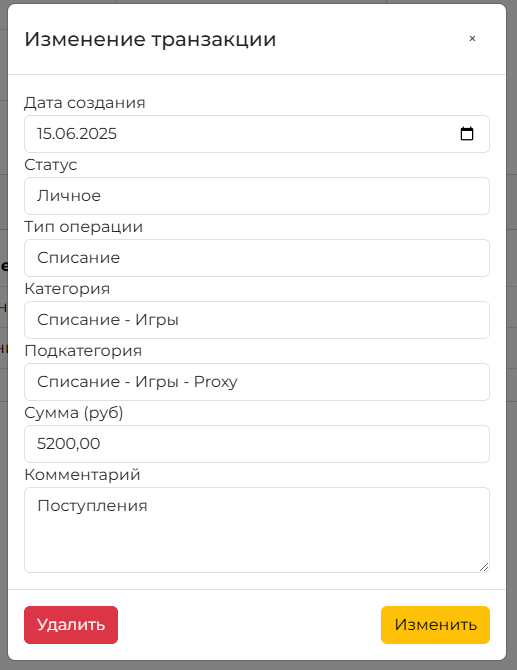 Изменение транзакции
×
Дата создания
15.06.2025
Статус
Личное
Тип операции
Списание
Категория
Списание - Игры
Подкатегория
Списание - Игры - Proxy
Сумма (руб)
5200,00
Комментарий
Поступления
Удалить
Изменить